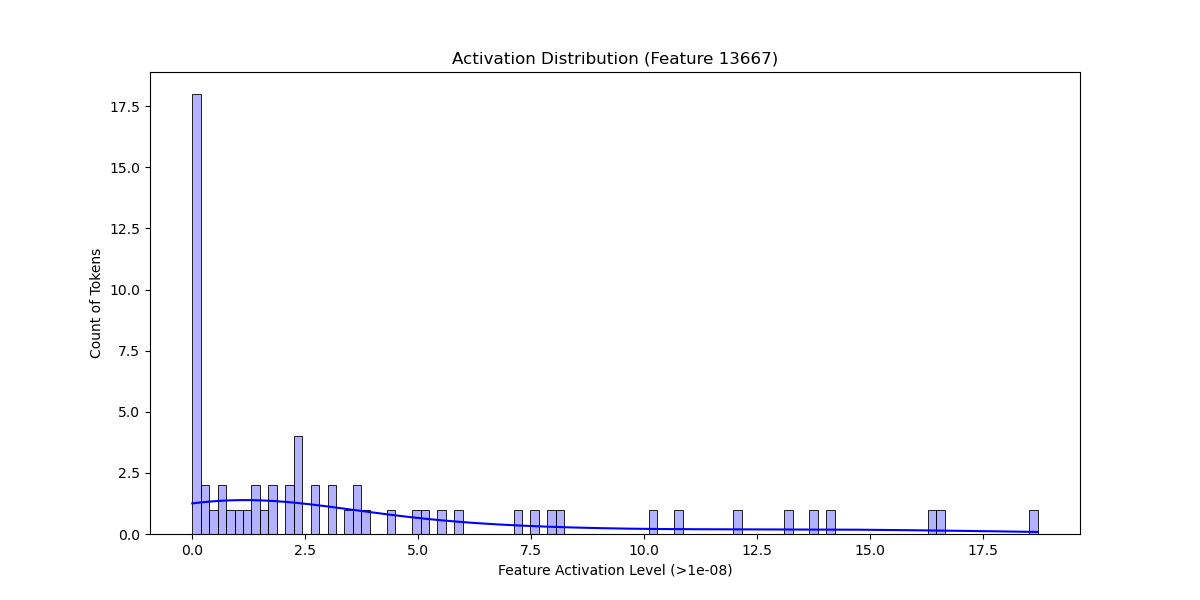 Activation Distribution (Feature 13667)
17.5
15.0
12.5
10.0
7.5
5.0
2.5
0.0
Count of Tokens
0.0 2.5 5.0 7.5 10.0 12.5 15.0 17.5
Feature Activation Level (>1e-08)